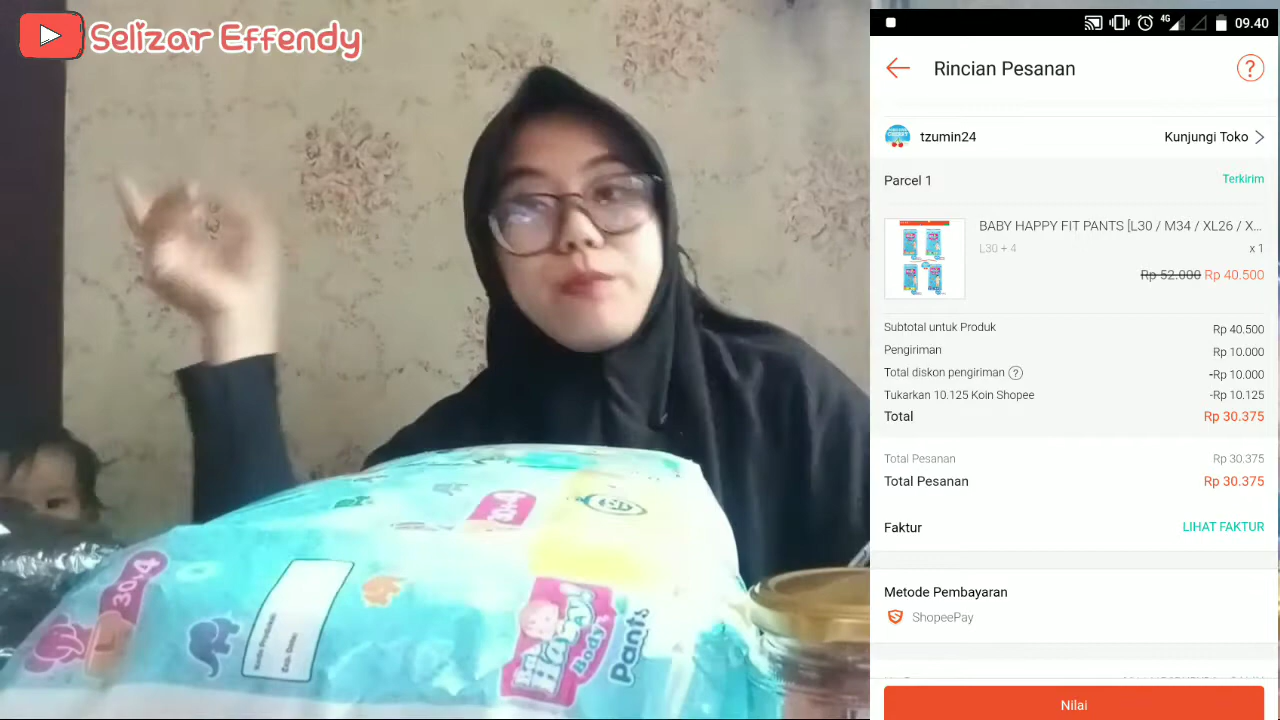 Selizar Effendy
30+4
L
Baby
Happy
Body
Pants
4G
09.40
Rincian Pesanan
?
tzumin24
Kunjungi Toko
Parcel 1
Terkirim
BABY HAPPY FIT PANTS [L30 / M34 / XL26 / X...
L30 + 4
x 1
Rp 52.000 Rp 40.500
Subtotal untuk Produk
Rp 40.500
Pengiriman
Rp 10.000
Total diskon pengiriman ?
-Rp 10.000
Tukarkan 10.125 Koin Shopee
-Rp 10.125
Total
Rp 30.375
Total Pesanan
Rp 30.375
Total Pesanan
Rp 30.375
Faktur
LIHAT FAKTUR
Metode Pembayaran
ShopeePay
Nilai